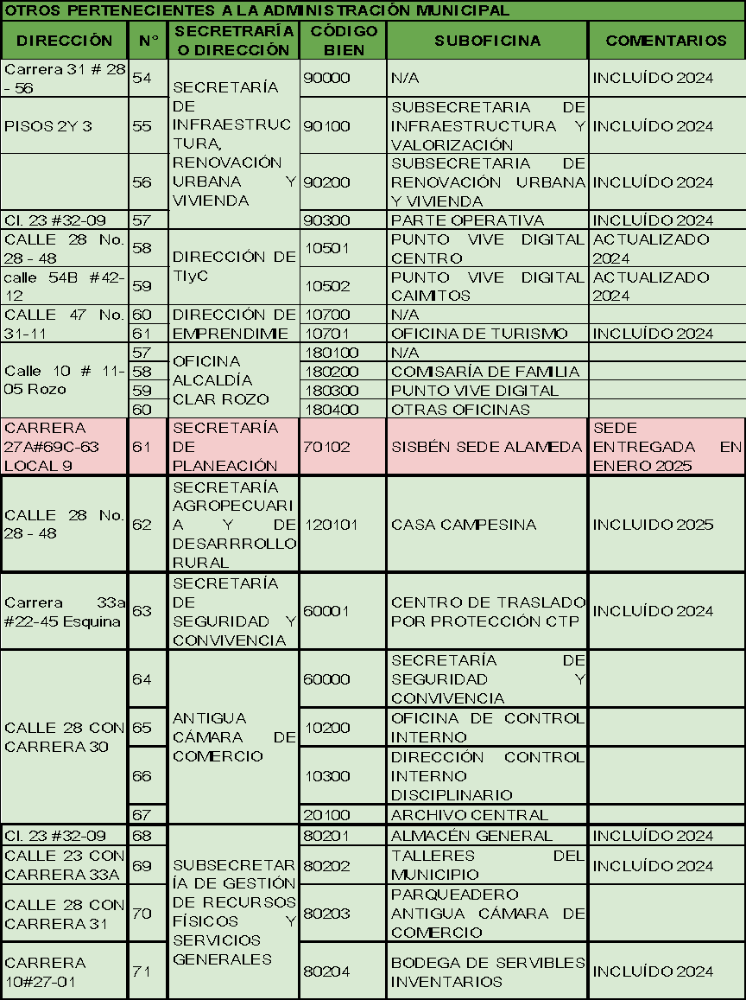 OTROS PERTENECIENTES A LA ADMINISTRACIÓN MUNICIPAL
DIRECCIÓN
N°
SECRETRARÍA
O DIRECCIÓN
CÓDIGO
BIEN
SUBOFICINA
COMENTARIOS
Carrera 31 # 28
- 56
54
SECRETARÍA
DE
INFRAESTRUC
TURA,
RENOVACIÓN
URBANA Y
VIVIENDA
90000
N/A
INCLUÍDO 2024
PISOS 2Y 3
55
90100
SUBSECRETARIA DE
INFRAESTRUCTURA Y
VALORIZACIÓN
INCLUÍDO 2024
56
90200
SUBSECRETARIA DE
RENOVACIÓN URBANA
Y VIVIENDA
INCLUÍDO 2024
Cl. 23 #32-09
57
90300
PARTE OPERATIVA
INCLUÍDO 2024
CALLE 28 No.
28 - 48
58
DIRECCIÓN DE
TIyC
10501
PUNTO VIVE DIGITAL
CENTRO
ACTUALIZADO
2024
calle 54B #42-
12
59
10502
PUNTO VIVE DIGITAL
CAIMITOS
ACTUALIZADO
2024
CALLE 47 No.
31-11
60
DIRECCIÓN DE
EMPRENDIMIE
10700
N/A
61
10701
OFICINA DE TURISMO
INCLUÍDO 2024
Calle 10 # 11-
05 Rozo
57
OFICINA
ALCALDÍA
CLAR ROZO
180100
N/A
58
180200
COMISARÍA DE FAMILIA
59
180300
PUNTO VIVE DIGITAL
60
180400
OTRAS OFICINAS
CARRERA
27A#69C-63
LOCAL 9
61
SECRETARÍA
DE
PLANEACIÓN
70102
SISBÉN SEDE ALAMEDA
SEDE
ENTREGADA EN
ENERO 2025
CALLE 28 No.
28 - 48
62
SECRETARÍA
AGROPECUARI
A Y DE
DESARRROLLO
RURAL
120101
CASA CAMPESINA
INCLUIDO 2025
Carrera 33a
#22-45 Esquina
63
SECRETARÍA
DE
SEGURIDAD Y
CONVIVENCIA
60001
CENTRO DE TRASLADO
POR PROTECCIÓN CTP
INCLUÍDO 2024
CALLE 28 CON
CARRERA 30
64
ANTIGUA
CÁMARA DE
COMERCIO
60000
SECRETARÍA DE
SEGURIDAD Y
CONVIVENCIA
65
10200
OFICINA DE CONTROL
INTERNO
66
10300
DIRECCIÓN CONTROL
INTERNO
DISCIPLINARIO
67
20100
ARCHIVO CENTRAL
Cl. 23 #32-09
68
SUBSECRETAR
ÍA DE GESTIÓN
DE RECURSOS
FÍSICOS Y
SERVICIOS
GENERALES
80201
ALMACÉN GENERAL
INCLUÍDO 2024
CALLE 23 CON
CARRERA 33A
69
80202
TALLERES DEL
MUNICIPIO
INCLUÍDO 2024
CALLE 28 CON
CARRERA 31
70
80203
PARQUEADERO
ANTIGUA CÁMARA DE
COMERCIO
CARRERA
10#27-01
71
80204
BODEGA DE SERVIBLES
INVENTARIOS
INCLUÍDO 2024